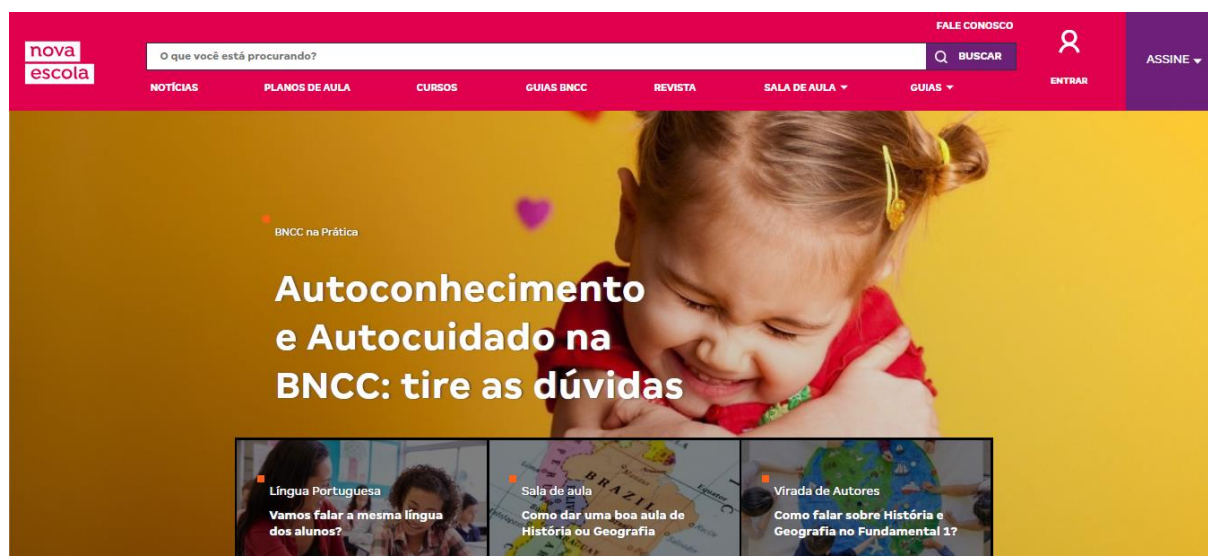 FALE CONOSCO
nova
escola
O que você está procurando?
BUSCAR
ENTRAR
ASSINE
NOTÍCIAS PLANOS DE AULA CURSOS GUIAS BNCC REVISTA SALA DE AULA GUIAS
BNCC na Prática
Autoconhecimento
e Autocuidado na
BNCC: tire as dúvidas
Língua Portuguesa
Vamos falar a mesma língua
dos alunos?
Sala de aula
Como dar uma boa aula de
História ou Geografia
Virada de Autores
Como falar sobre História e
Geografia no Fundamental 1?
BRAZIL
Equator